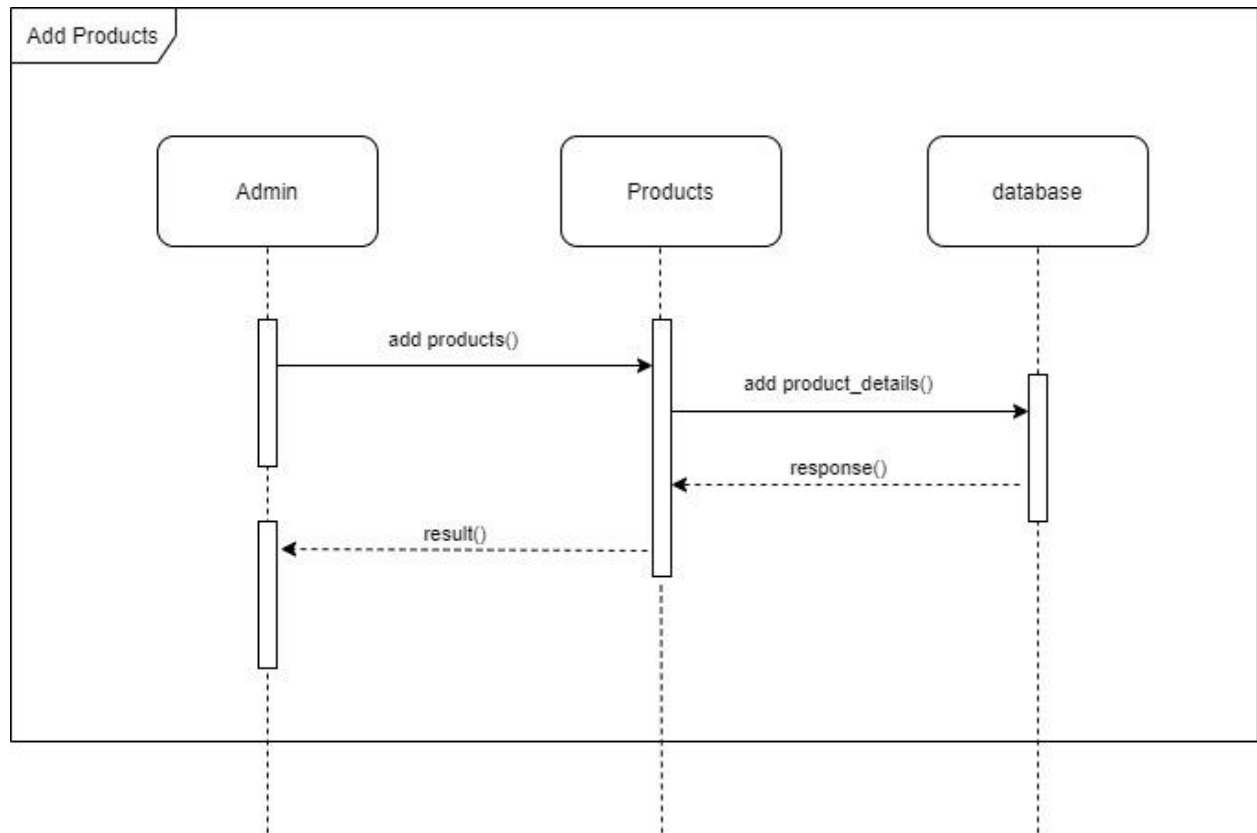 Add Products
Admin
Products
database
add products()
add product_details()
response()
result()